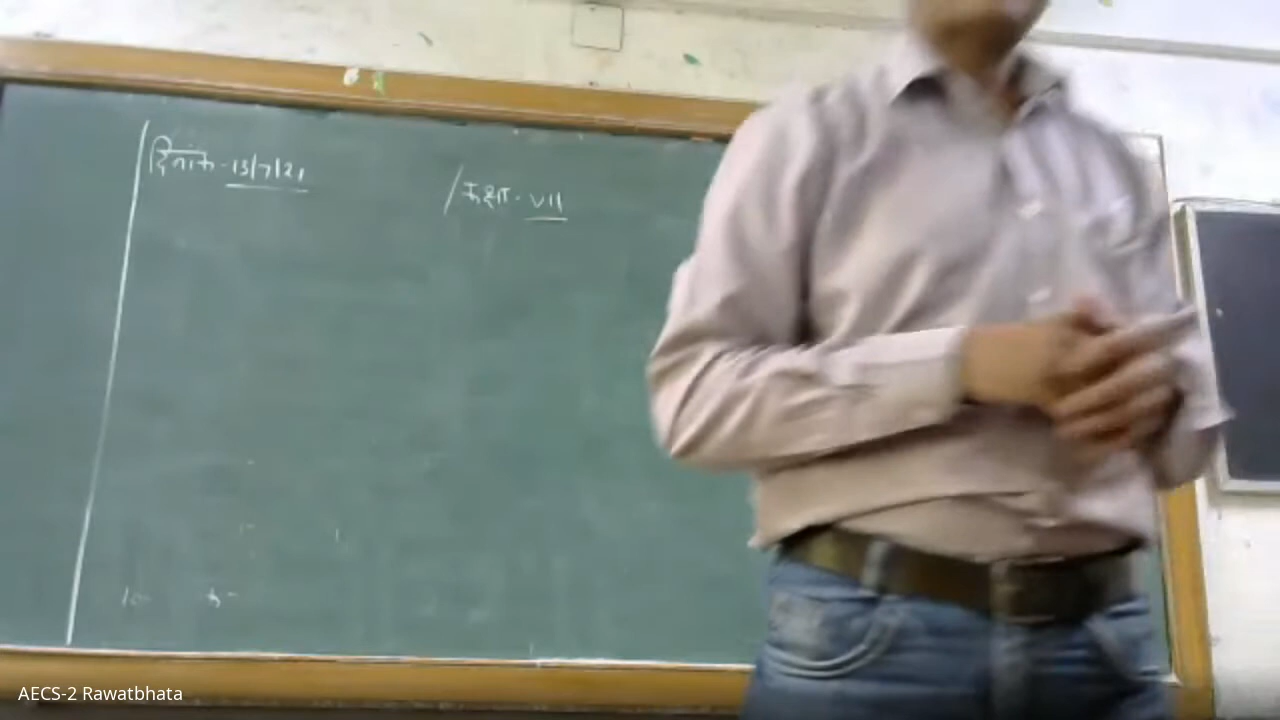 दिनांक - 13/7/21
/कक्षा - VII
AECS-2 Rawatbhata